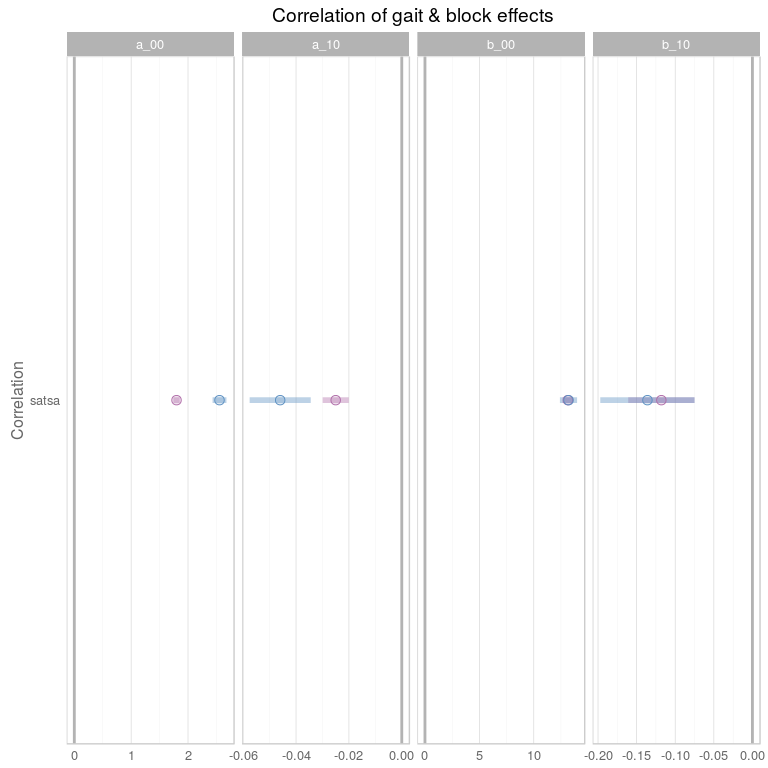 Correlation of gait & block effects
a_00 a_10 b_00 b_10
Correlation
satsa
0 1 2 -0.06 -0.04 -0.02 0.00 0 5 10 -0.20 -0.15 -0.10 -0.05 0.00